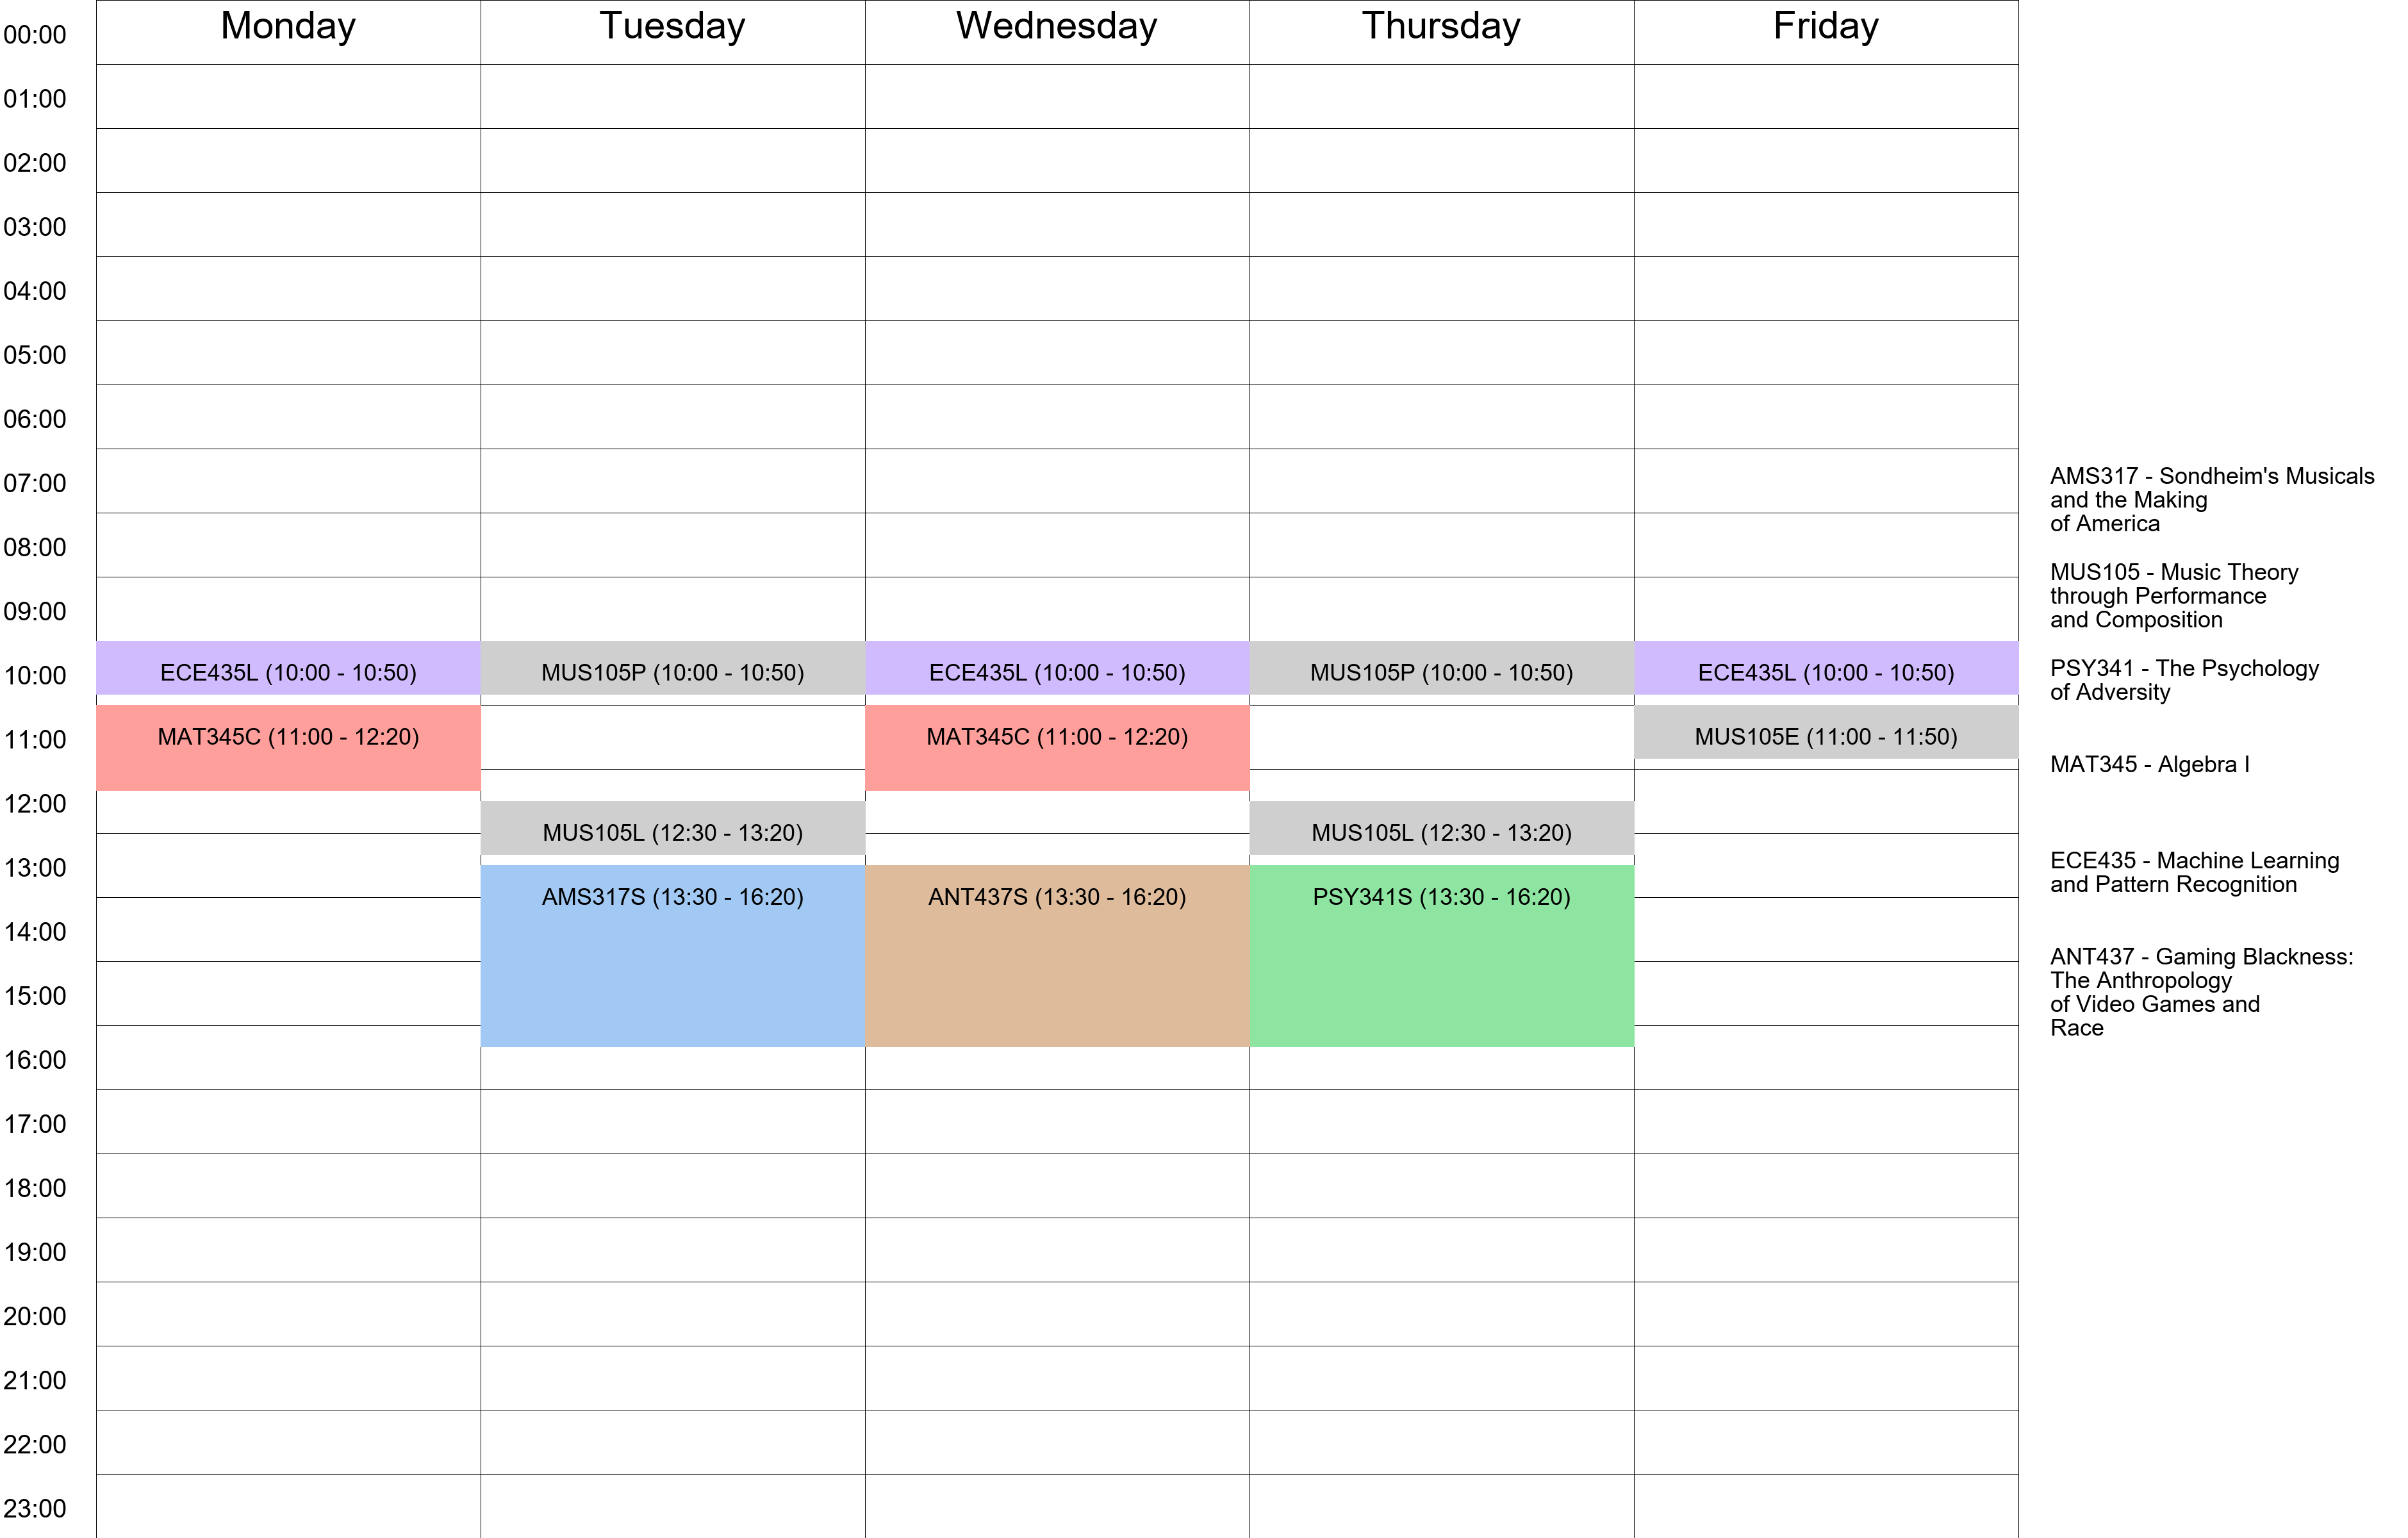 Monday Tuesday Wednesday Thursday Friday
00:00
01:00
02:00
03:00
04:00
05:00
06:00
07:00
08:00
09:00
10:00
ECE435L (10:00 - 10:50) MUS105P (10:00 - 10:50) ECE435L (10:00 - 10:50) MUS105P (10:00 - 10:50) ECE435L (10:00 - 10:50)
11:00
MAT345C (11:00 - 12:20) MAT345C (11:00 - 12:20) MUS105E (11:00 - 11:50)
12:00
MUS105L (12:30 - 13:20) MUS105L (12:30 - 13:20)
13:00
AMS317S (13:30 - 16:20) ANT437S (13:30 - 16:20) PSY341S (13:30 - 16:20)
14:00
15:00
16:00
17:00
18:00
19:00
20:00
21:00
22:00
23:00
AMS317 - Sondheim's Musicals
and the Making
of America
MUS105 - Music Theory
through Performance
and Composition
PSY341 - The Psychology
of Adversity
MAT345 - Algebra I
ECE435 - Machine Learning
and Pattern Recognition
ANT437 - Gaming Blackness:
The Anthropology
of Video Games and
Race